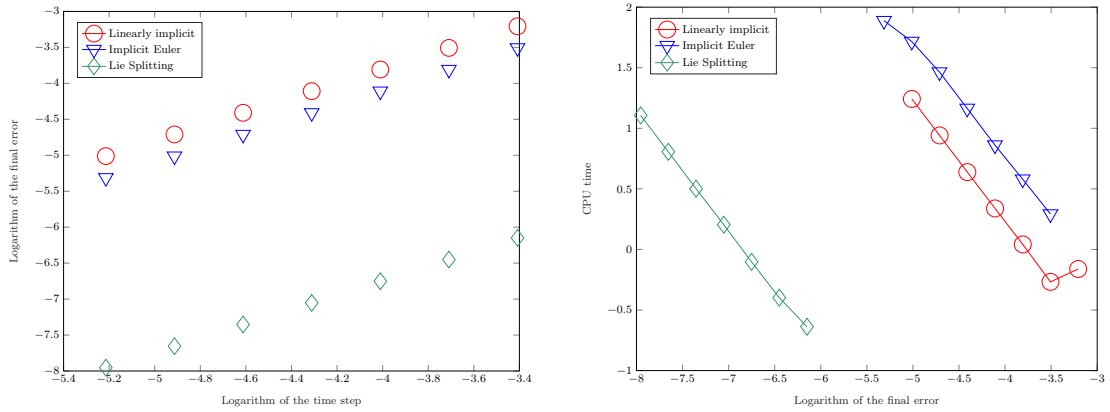 −3
−3.5
−4
−4.5
−5
−5.5
−6
−6.5
−7
−7.5
−8
Logarithm of the final error
Linearly implicit
Implicit Euler
Lie Splitting
−5.4 −5.2 −5 −4.8 −4.6 −4.4 −4.2 −4 −3.8 −3.6 −3.4
Logarithm of the time step
2
1.5
1
0.5
0
−0.5
−1
CPU time
Linearly implicit
Implicit Euler
Lie Splitting
−8 −7.5 −7 −6.5 −6 −5.5 −5 −4.5 −4 −3.5 −3
Logarithm of the final error